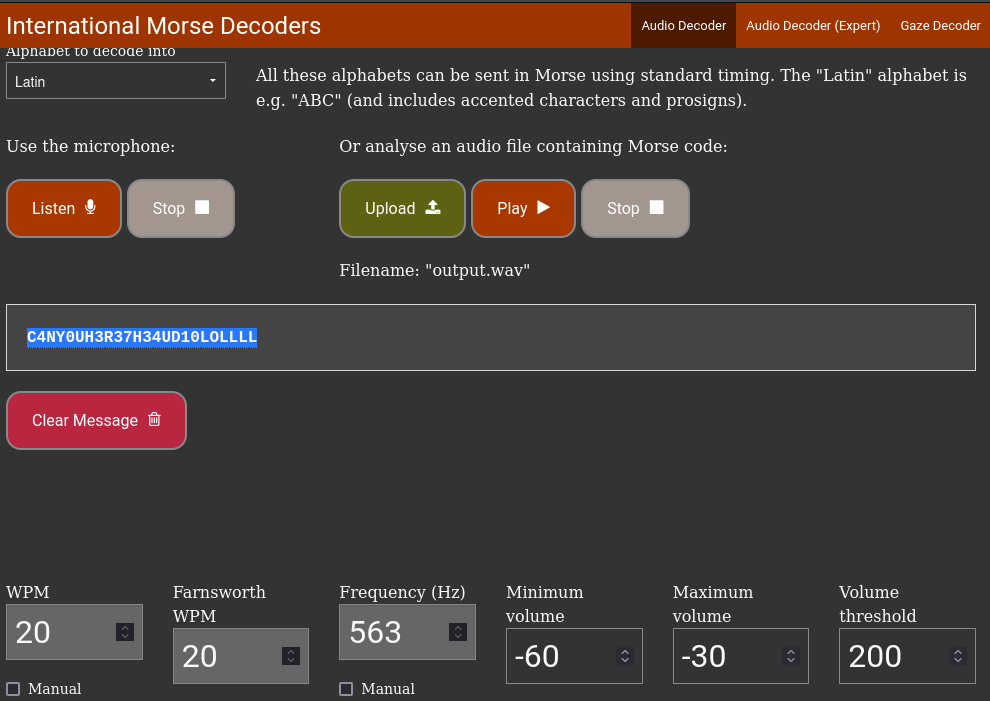 International Morse Decoders
Audio Decoder
Audio Decoder (Expert)
Gaze Decoder
Alphabet to decode into
Latin
All these alphabets can be sent in Morse using standard timing. The "Latin" alphabet is
e.g. "ABC" (and includes accented characters and prosigns).
Use the microphone:
Or analyse an audio file containing Morse code:
Listen
Stop
Upload
Play
Stop
Filename: "output.wav"
C4NY0UH3R37H34UD10LOLLLL
Clear Message
WPM
20
Manual
Farnsworth
WPM
20
Frequency (Hz)
563
Manual
Minimum
volume
-60
Maximum
volume
-30
Volume
threshold
200